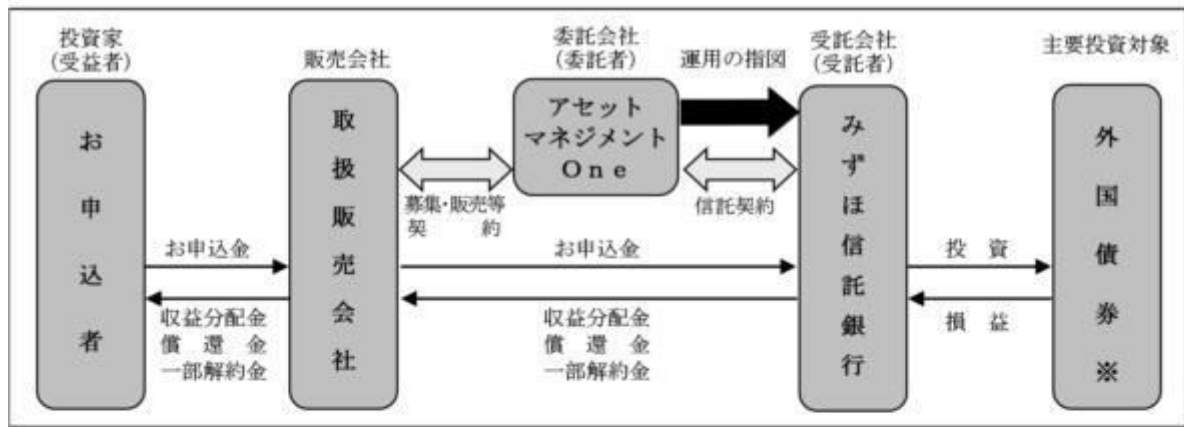 投資家
(受益者)
お申込者
販売会社
取扱販売会社
委託会社
(委託者)
アセット
マネジメント
One
運用の指図
受託会社
(受託者)
みずほ信託銀行
主要投資対象
外国債券※
募集・販売等
契約
信託契約
お申込金
収益分配金
償還金
一部解約金
お申込金
収益分配金
償還金
一部解約金
投資
損益